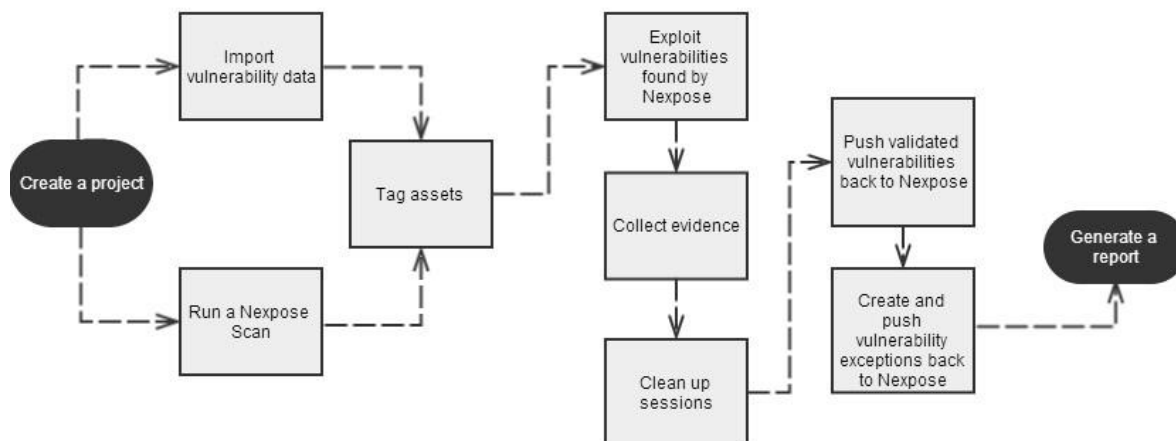 Create a project
Import
vulnerability data
Run a Nexpose
Scan
Tag assets
Exploit
vulnerabilities
found by
Nexpose
Collect evidence
Clean up
sessions
Push validated
vulnerabilities
back to Nexpose
Create and
push
vulnerability
exceptions back
to Nexpose
Generate a
report